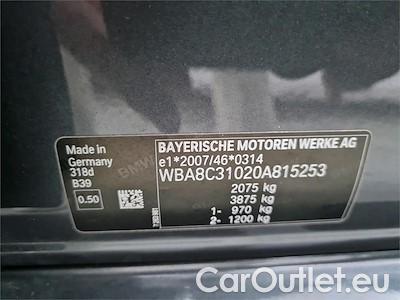 Made in
Germany
318d
B39
0.50
BAYERISCHE MOTOREN WERKE AG
e1*2007/46*0314
WBA8C31020A815253
2075 kg
3875 kg
1- 970 kg
2- 1200 kg
CarOutlet.eu